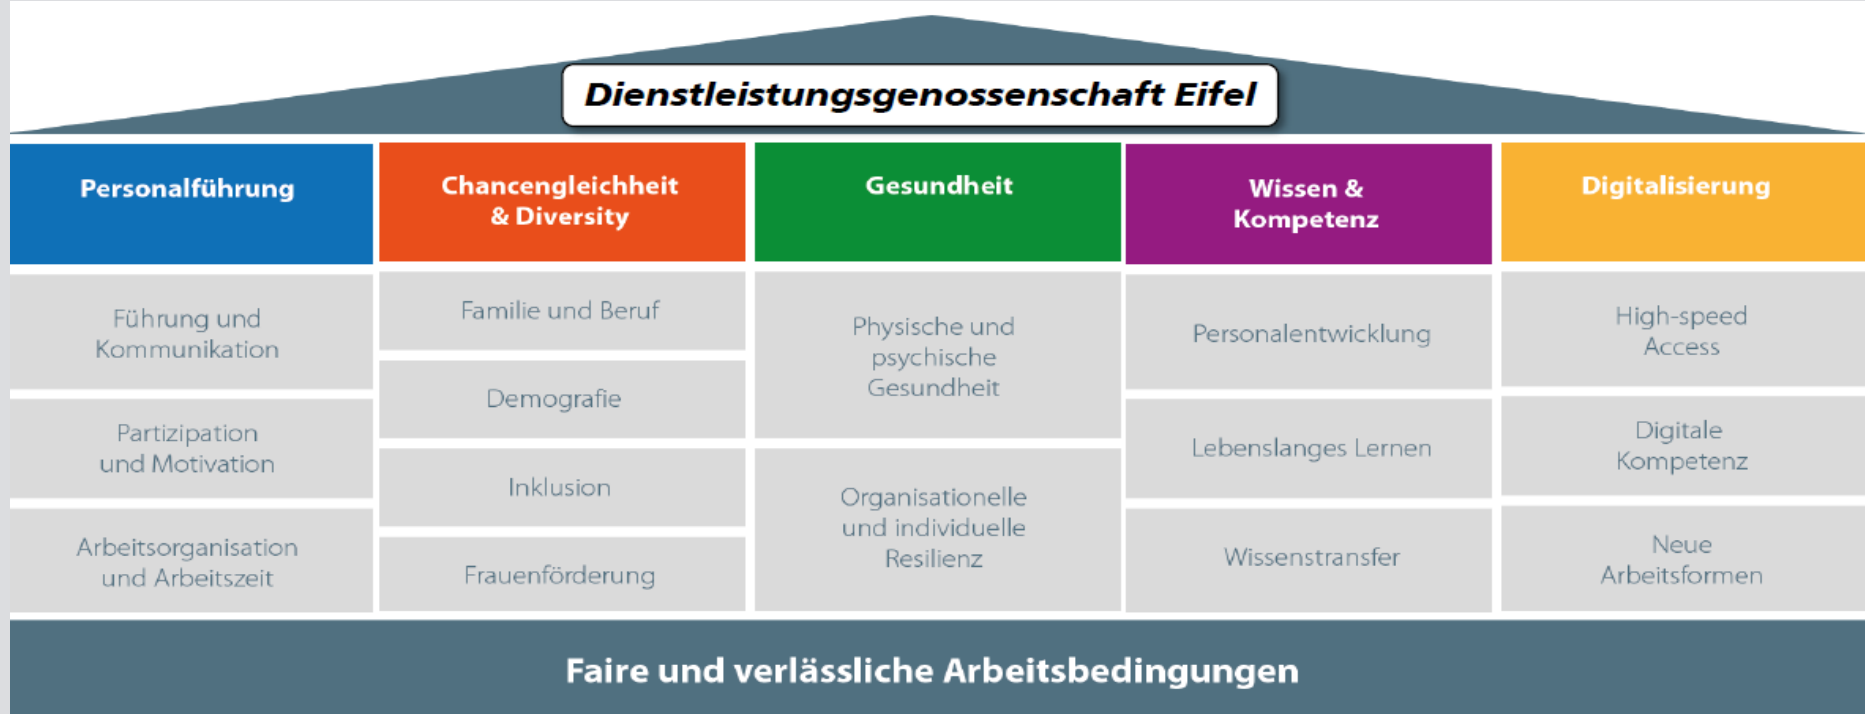 Dienstleistungsgenossenschaft Eifel
Personalführung
Führung und
Kommunikation
Partizipation
und Motivation
Arbeitsorganisation
und Arbeitszeit
Chancengleichheit
& Diversity
Familie und Beruf
Demografie
Inklusion
Frauenförderung
Gesundheit
Physische und
psychische
Gesundheit
Organisationelle
und individuelle
Resilienz
Wissen &
Kompetenz
Personalentwicklung
Lebenslanges Lernen
Wissenstransfer
Digitalisierung
High-speed
Access
Digitale
Kompetenz
Neue
Arbeitsformen
Faire und verlässliche Arbeitsbedingungen